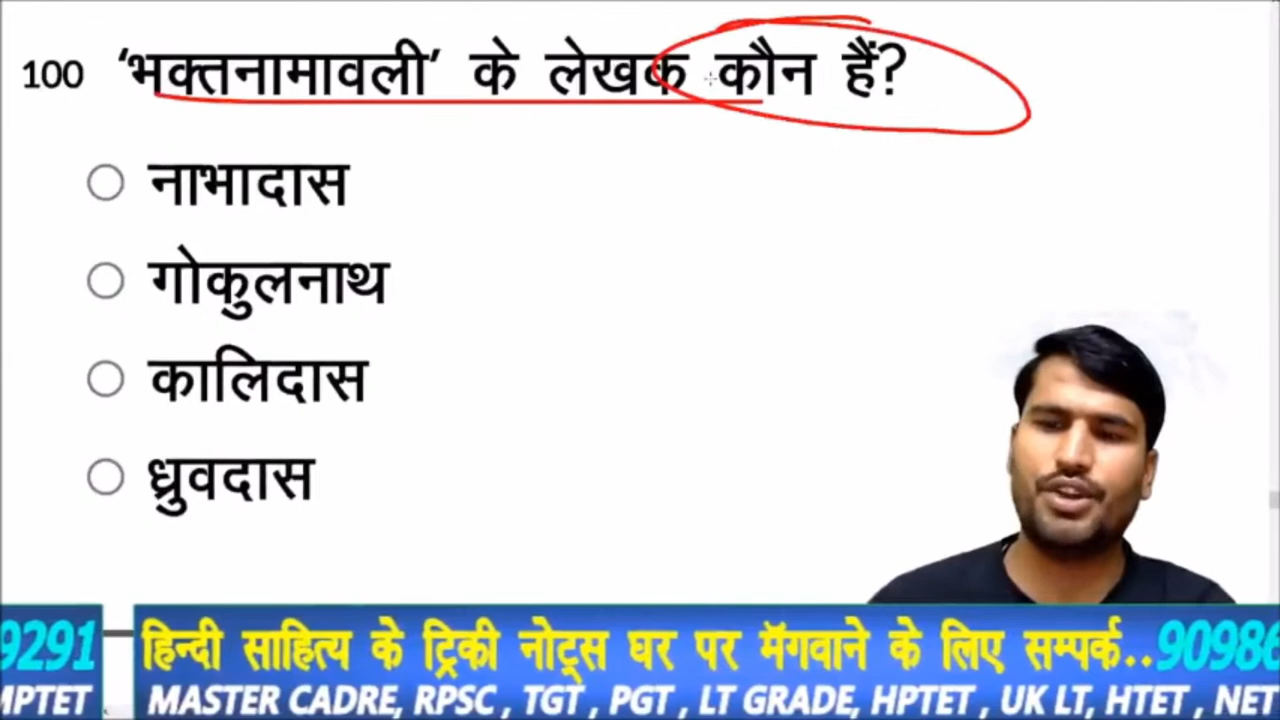 100 ‘भक्तनामावली’ के लेखक कौन हैं?
नाभादास
गोकुलनाथ
कालिदास
ध्रुवदास
9291 हिन्दी साहित्य के ट्रिकी नोट्स घर पर मॅगवाने के लिए सम्पर्क..90986
MPTET MASTER CADRE, RPSC , TGT , PGT , LT GRADE, HPTET , UK LT, HTET , NET